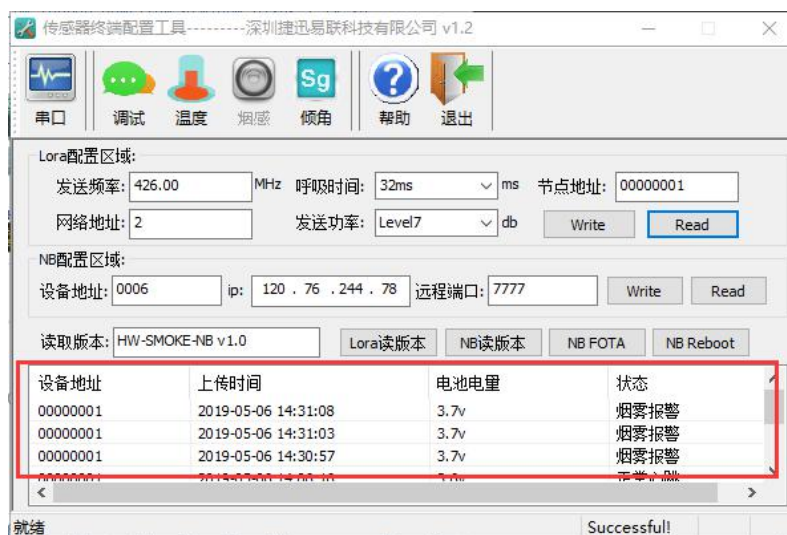 传感器终端配置工具---------深圳捷迅易联科技有限公司 v1.2
串口 调试 温度 烟感 Sg 倾角 ? 帮助 退出
Lora配置区域:
发送频率: 426.00 MHz 呼吸时间: 32ms ms 节点地址: 00000001
网络地址: 2 发送功率: Level7 db Write Read
NB配置区域:
设备地址: 0006 ip: 120 . 76 .244 . 78 远程端口: 7777 Write Read
读取版本: HW-SMOKE-NB v1.0 Lora读版本 NB读版本 NB FOTA NB Reboot
设备地址 上传时间 电池电量 状态
00000001 2019-05-06 14:31:08 3.7v 烟雾报警
00000001 2019-05-06 14:31:03 3.7v 烟雾报警
00000001 2019-05-06 14:30:57 3.7v 烟雾报警
就绪 Successful!